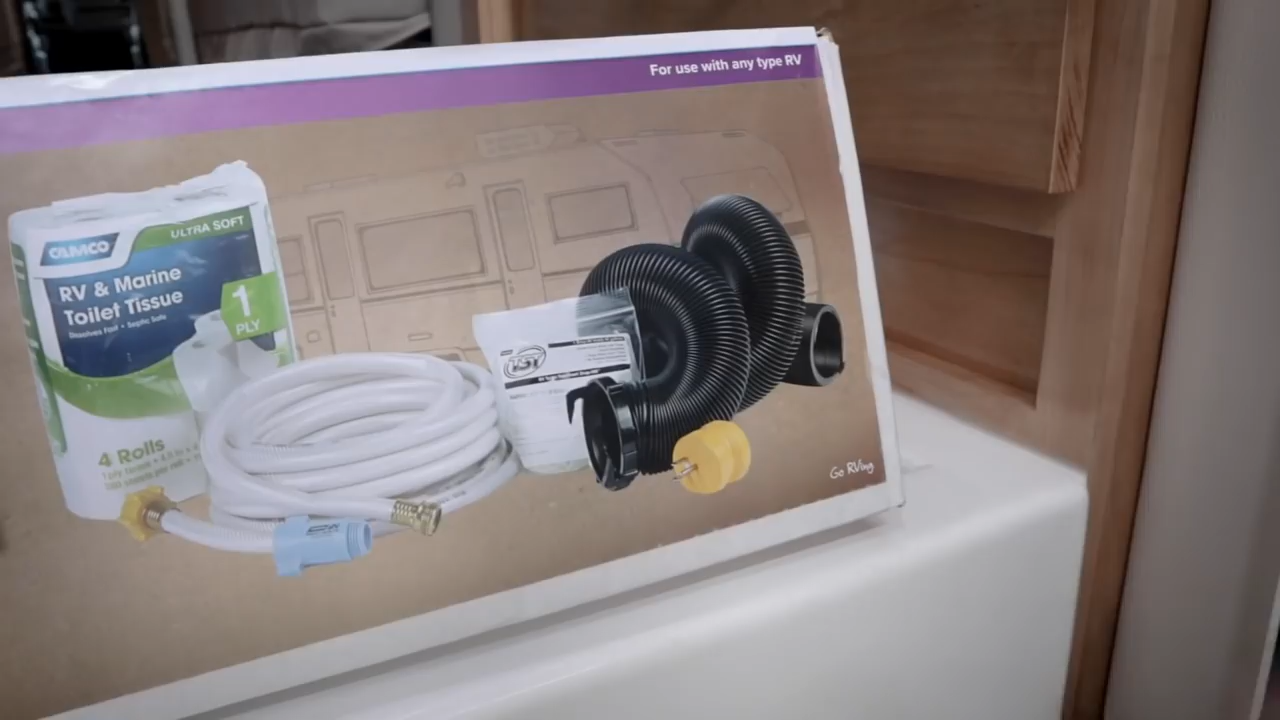 For use with any type RV
CAMCO
ULTRA SOFT
RV & Marine
Toilet Tissue
Dissolves Fast • Septic Safe
1
PLY
4 Rolls
TST
Go RVing